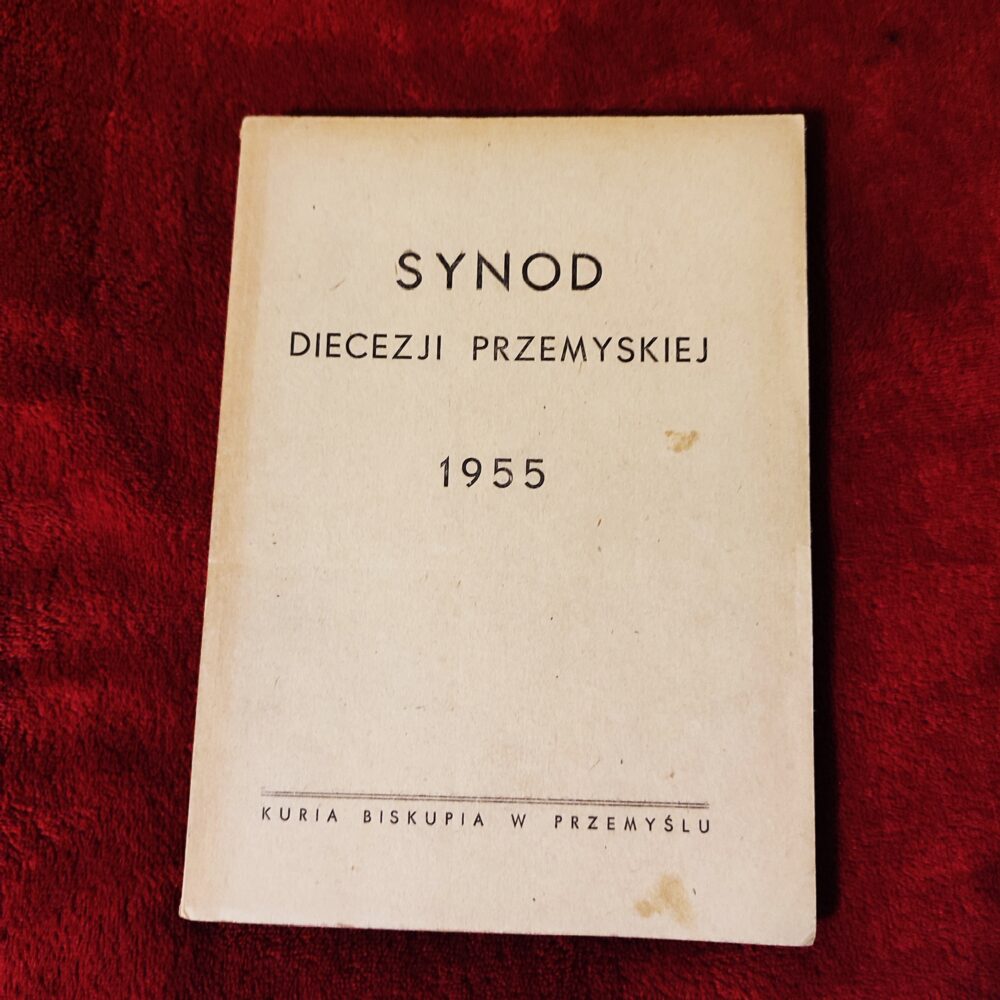 SYNOD
DIECEZJI PRZEMYSKIEJ
1955
KURIA BISKUPIA W PRZEMYŚLU